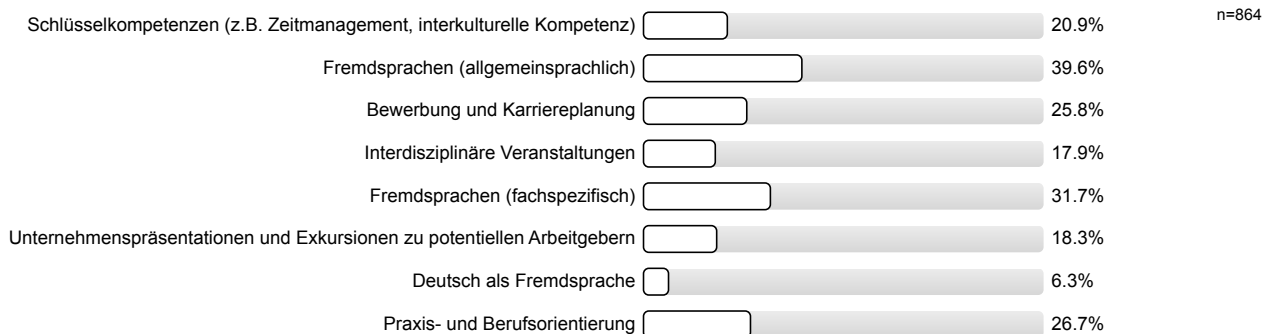 n=864
Schlüsselkompetenzen (z.B. Zeitmanagement, interkulturelle Kompetenz) 20.9%
Fremdsprachen (allgemeinsprachlich) 39.6%
Bewerbung und Karriereplanung 25.8%
Interdisziplinäre Veranstaltungen 17.9%
Fremdsprachen (fachspezifisch) 31.7%
Unternehmenspräsentationen und Exkursionen zu potentiellen Arbeitgebern 18.3%
Deutsch als Fremdsprache 6.3%
Praxis- und Berufsorientierung 26.7%